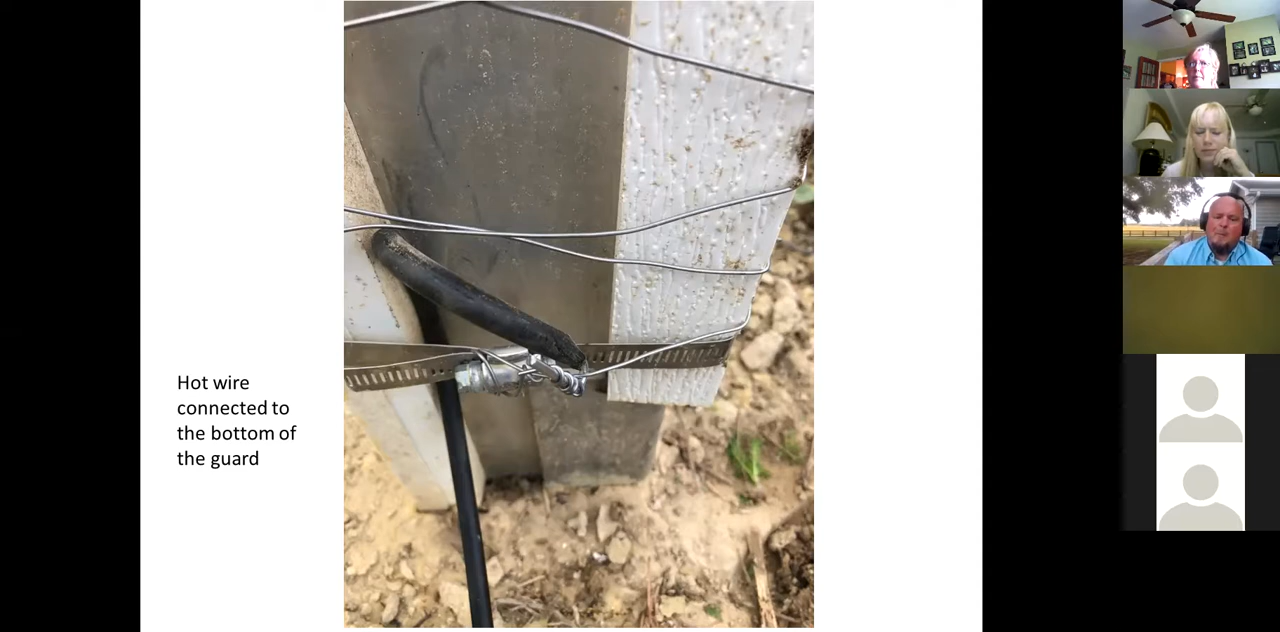 Hot wire
connected to
the bottom of
the guard